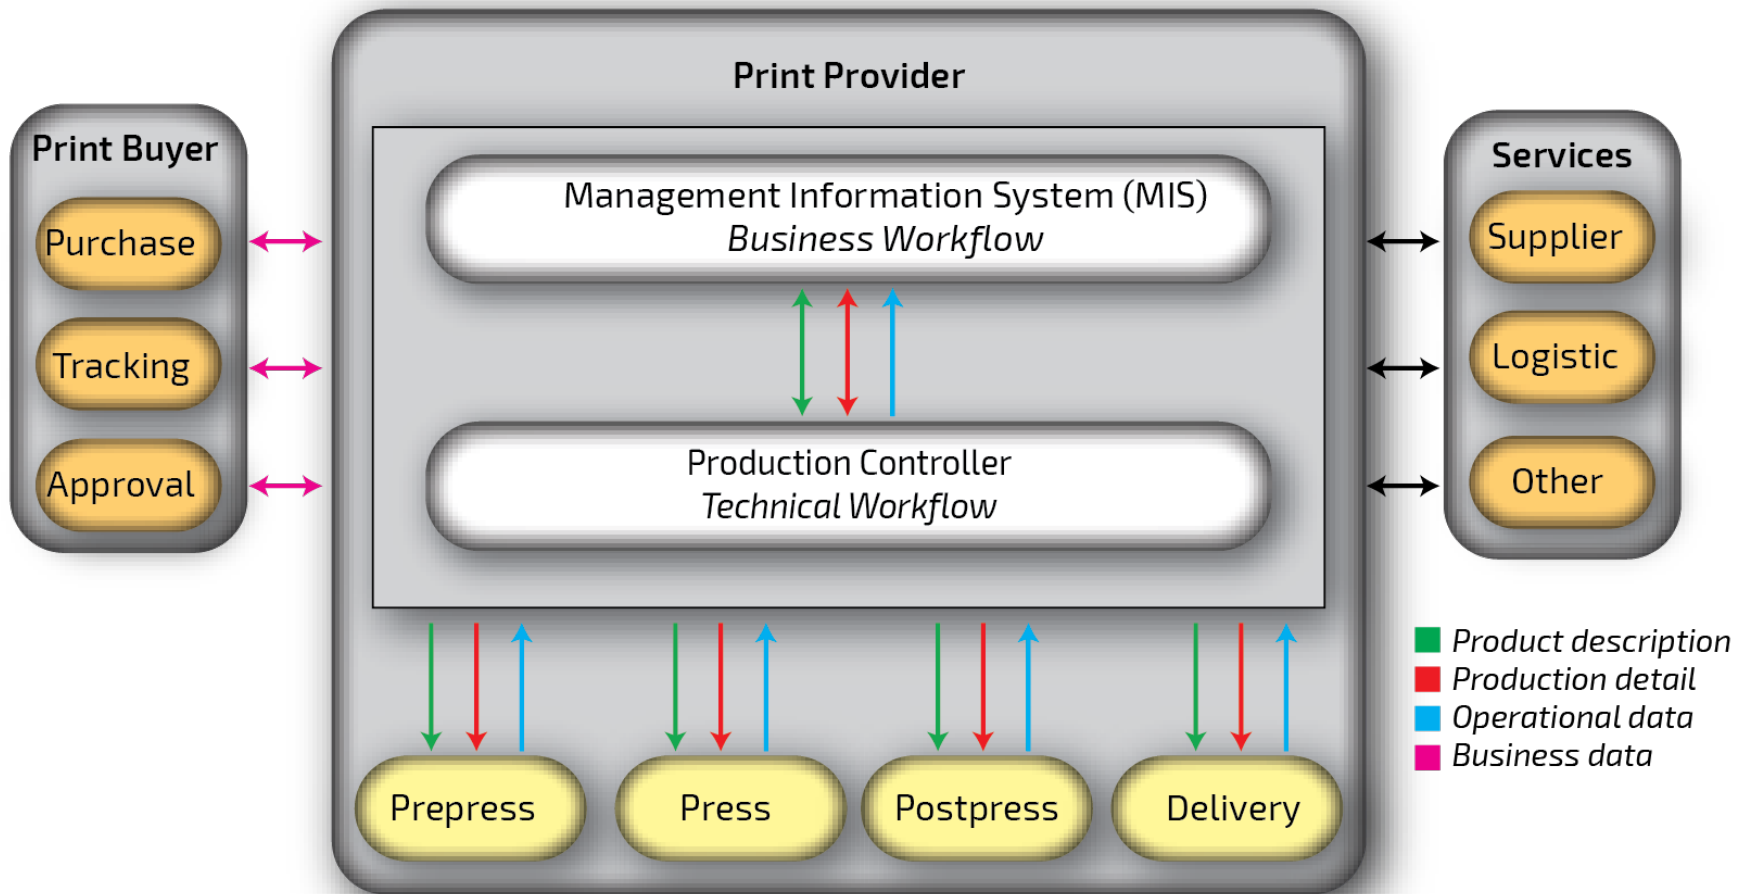 Print Provider
Print Buyer
Purchase
Tracking
Approval
Management Information System (MIS)
Business Workflow
Production Controller
Technical Workflow
Services
Supplier
Logistic
Other
Product description
Production detail
Operational data
Business data
Prepress
Press
Postpress
Delivery